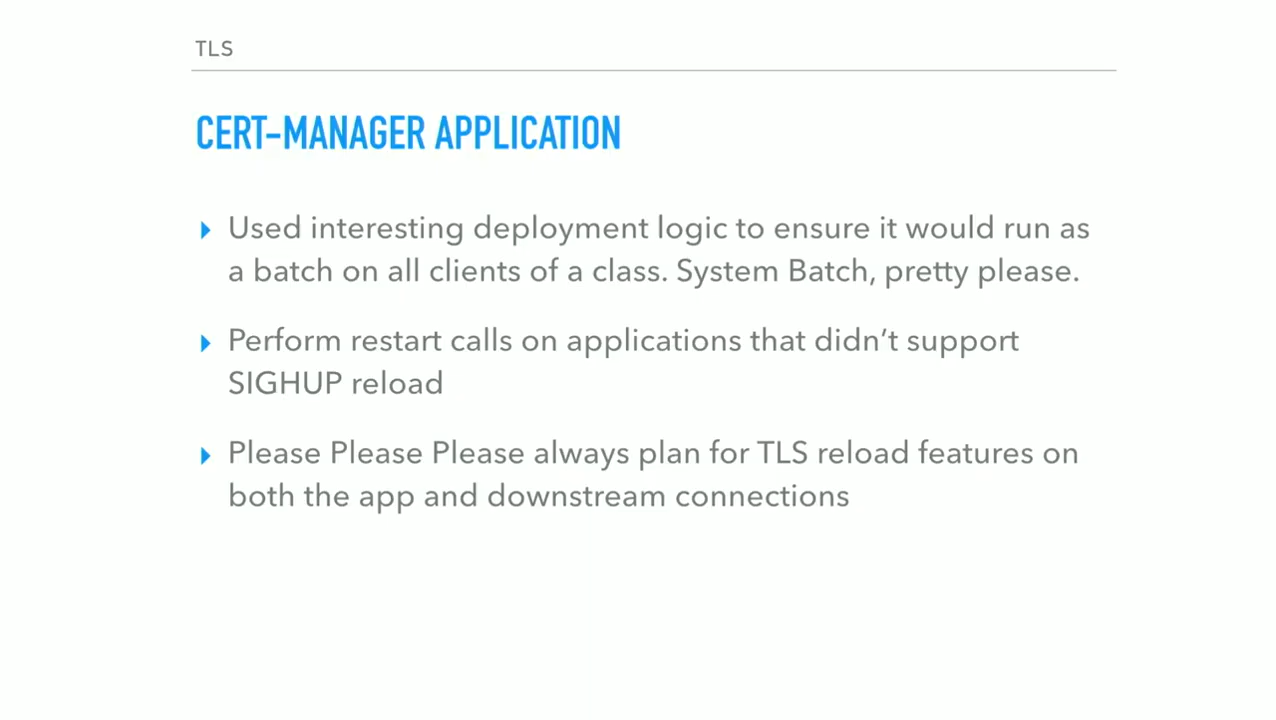 TLS
CERT-MANAGER APPLICATION
Used interesting deployment logic to ensure it would run as
a batch on all clients of a class. System Batch, pretty please.
Perform restart calls on applications that didn’t support
SIGHUP reload
Please Please Please always plan for TLS reload features on
both the app and downstream connections